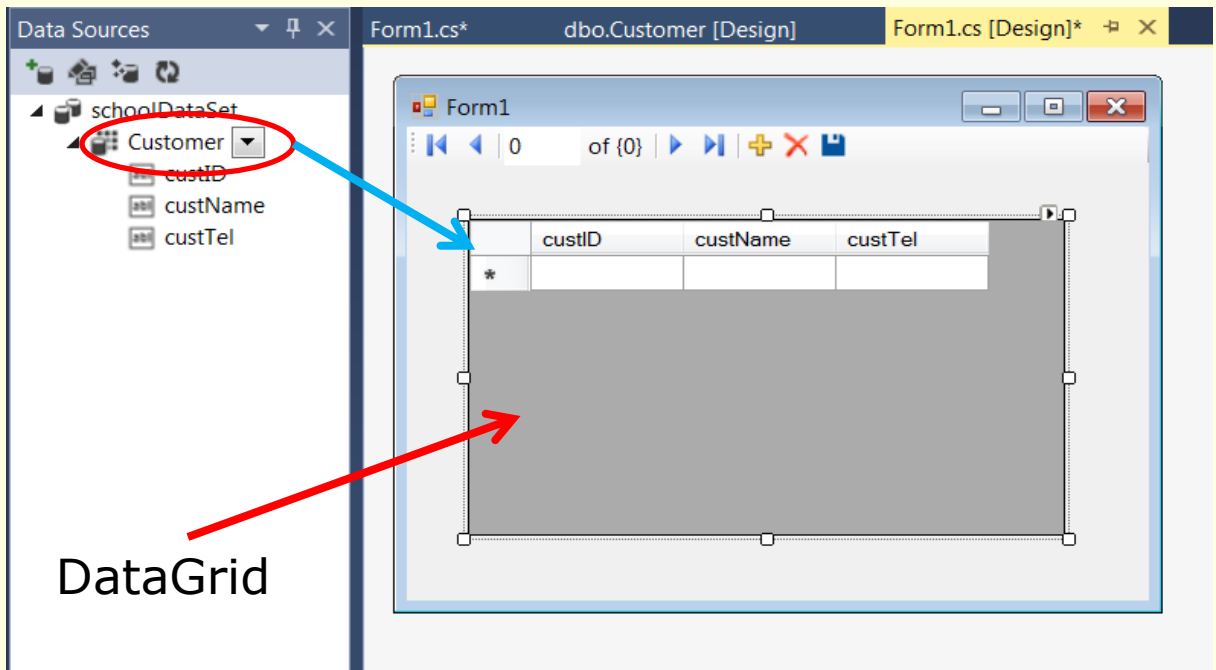 Data Sources
Form1.cs*
dbo.Customer [Design]
Form1.cs [Design]*
schoolDataSet
Customer
custID
custName
custTel
Form1
0 of {0}
custID custName custTel
*
DataGrid